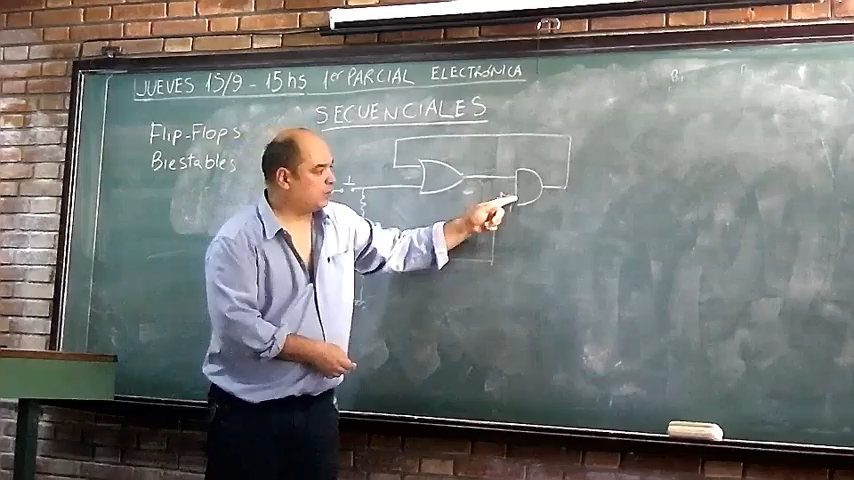 JUEVES 15/9 - 15hs 1er PARCIAL ELECTRÓNICA
SECUENCIALES
Flip-Flops
Biestables